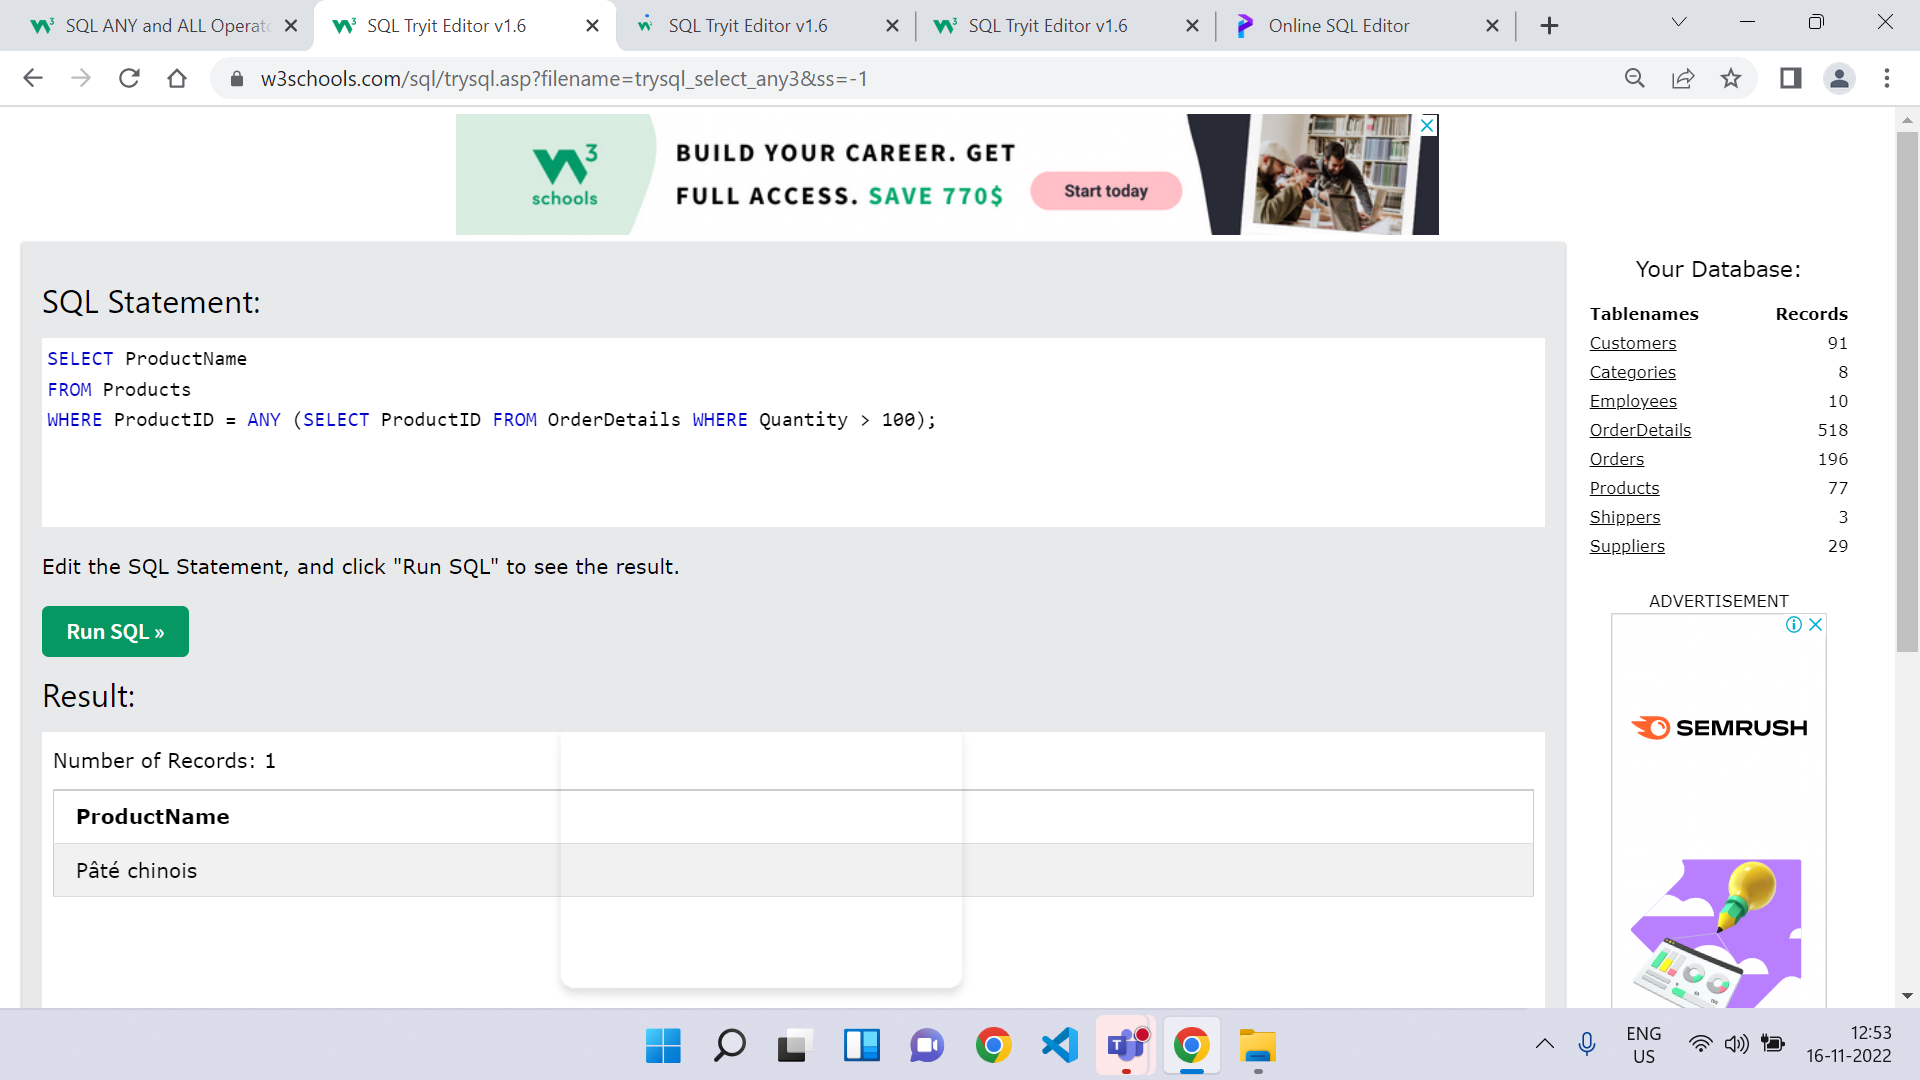 SQL ANY and ALL Operato
SQL Tryit Editor v1.6
SQL Tryit Editor v1.6
SQL Tryit Editor v1.6
Online SQL Editor
w3schools.com/sql/trysql.asp?filename=trysql_select_any3&ss=-1
3
schools
BUILD YOUR CAREER. GET
FULL ACCESS. SAVE 770$
Start today
SQL Statement:
SELECT ProductName
FROM Products
WHERE ProductID = ANY (SELECT ProductID FROM OrderDetails WHERE Quantity > 100);
Edit the SQL Statement, and click "Run SQL" to see the result.
Run SQL »
Result:
Number of Records: 1
ProductName
Pâté chinois
Your Database:
Tablenames Records
Customers 91
Categories 8
Employees 10
OrderDetails 518
Orders 196
Products 77
Shippers 3
Suppliers 29
ADVERTISEMENT
SEMRUSH
ENG
US
12:53
16-11-2022